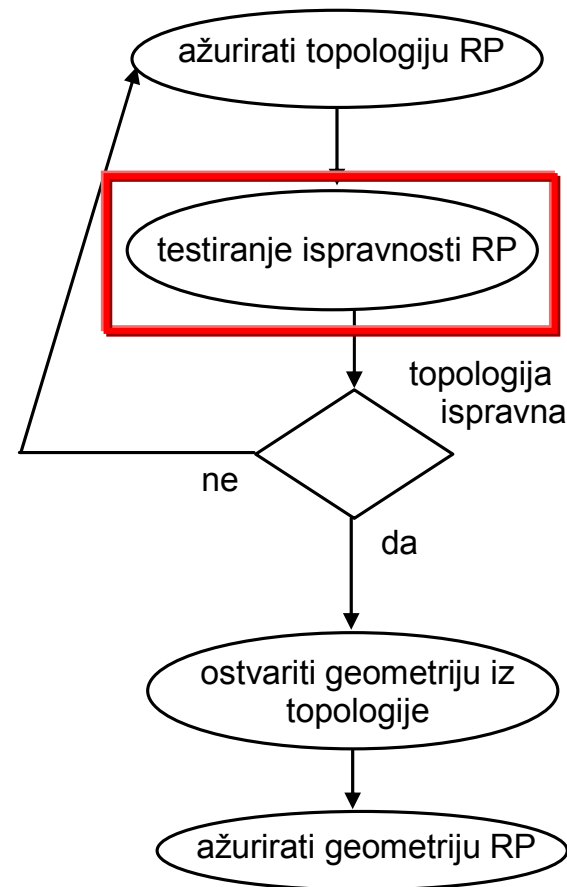 ažurirati topologiju RP
testiranje ispravnosti RP
topologija
ispravna
ne
da
ostvariti geometriju iz
topologije
ažurirati geometriju RP